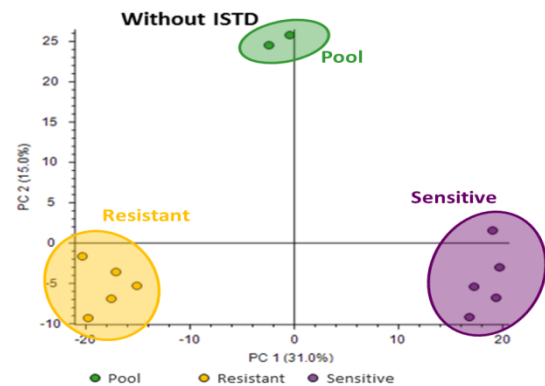 Without ISTD
25
Pool
20
15
PC 2 (15.0%)
10
5
Resistant
Sensitive
0
-5
-10
-20
-10
0
10
20
PC 1 (31.0%)
Pool Resistant Sensitive